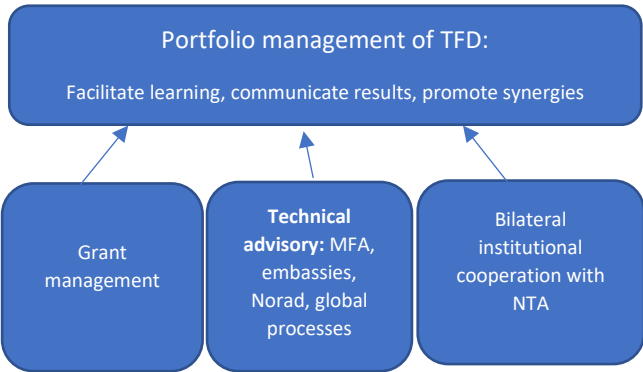 Portfolio management of TFD:
Facilitate learning, communicate results, promote synergies
Grant
management
Technical
advisory: MFA,
embassies,
Norad, global
processes
Bilateral
institutional
cooperation with
NTA